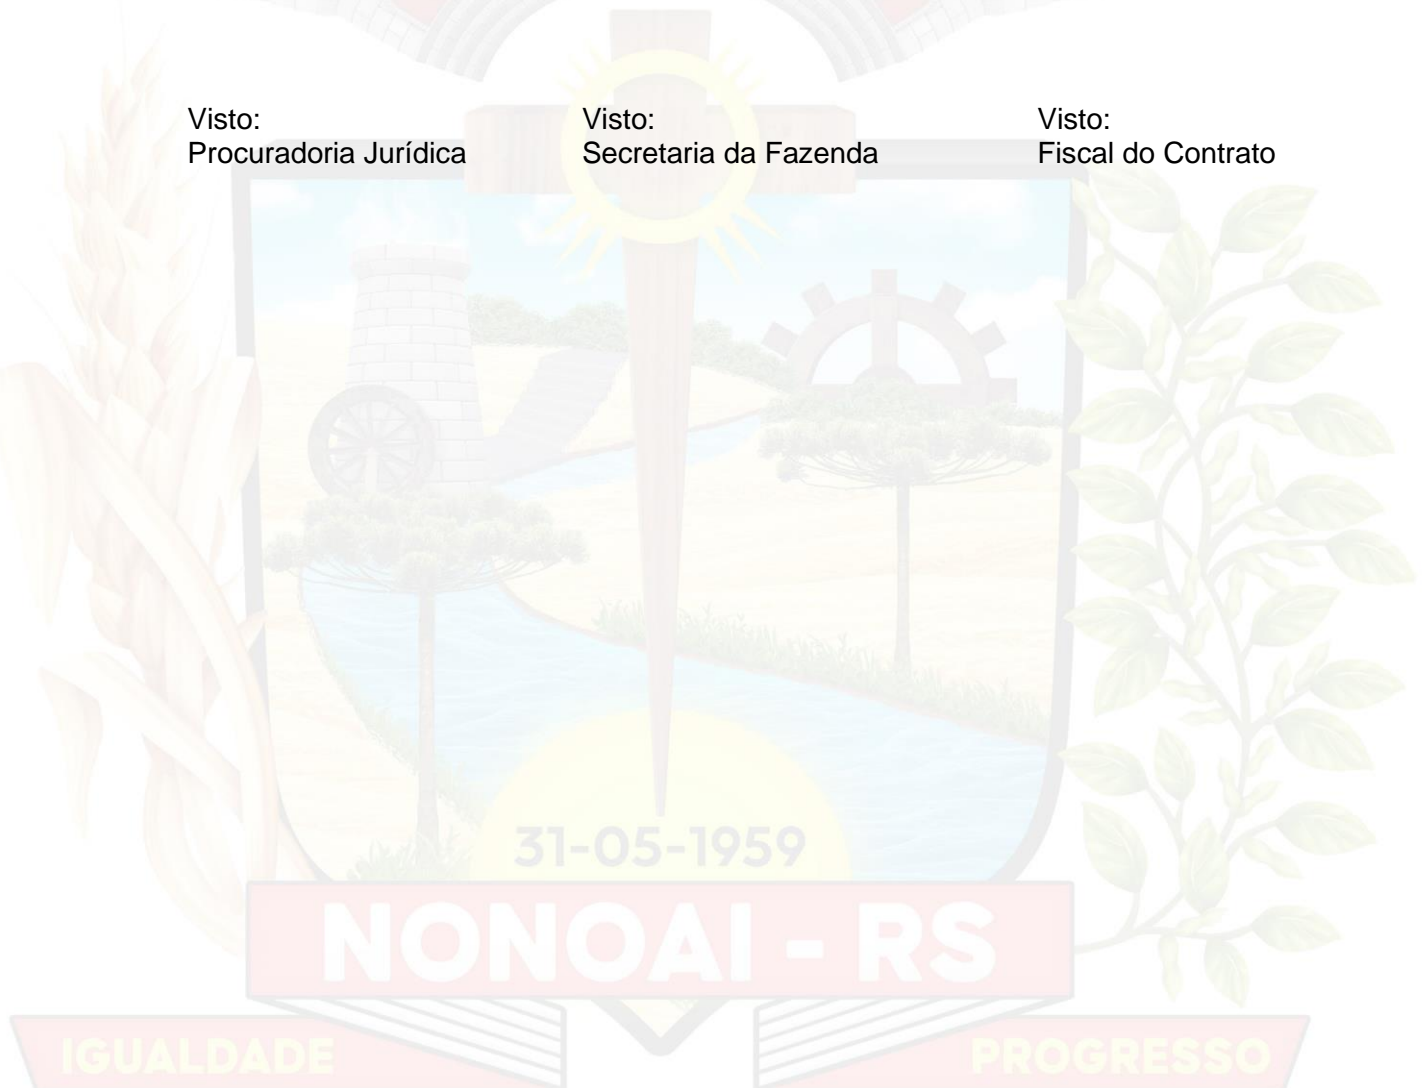 Visto: Visto: Visto:
Procuradoria Jurídica Secretaria da Fazenda Fiscal do Contrato
31-05-1959
NONOAI - RS
IGUALDADE PROGRESSO